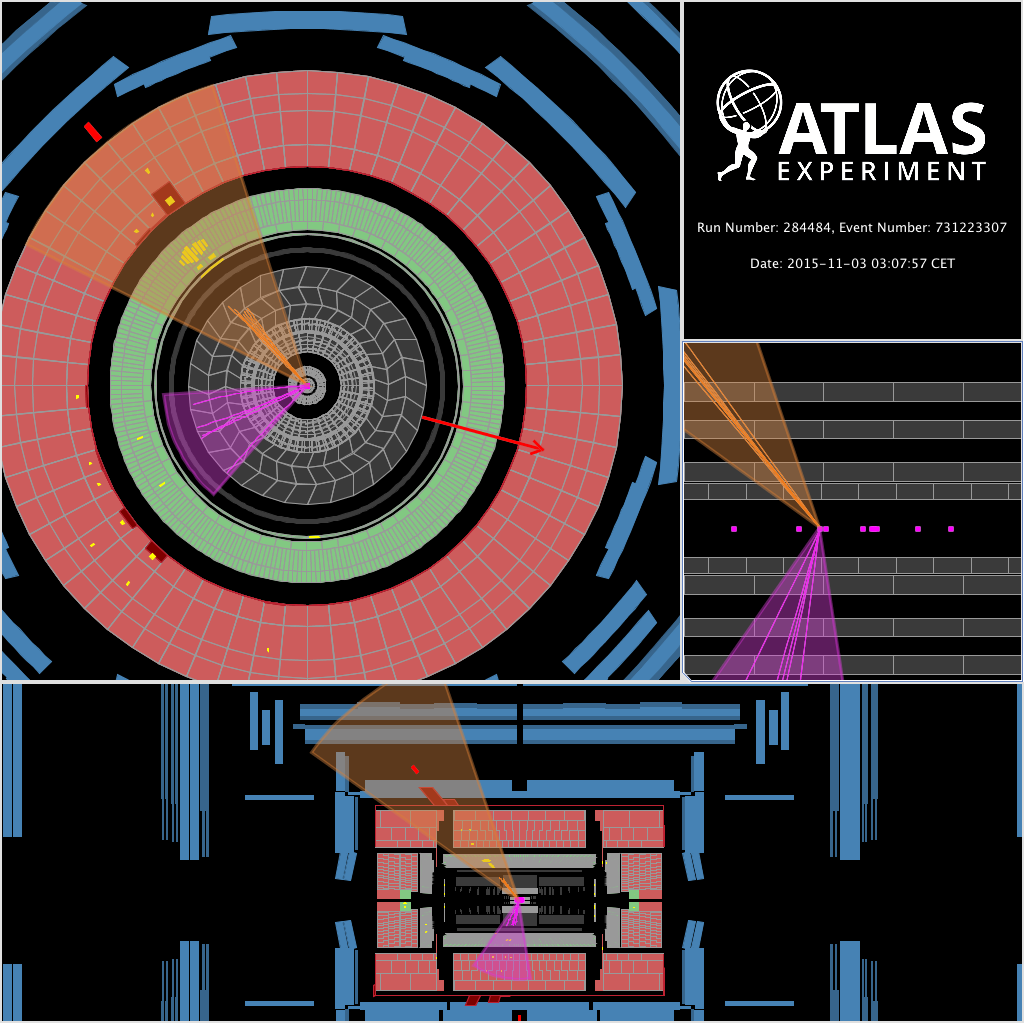 ATLAS
EXPERIMENT
Run Number: 284484, Event Number: 731223307
Date: 2015-11-03 03:07:57 CET